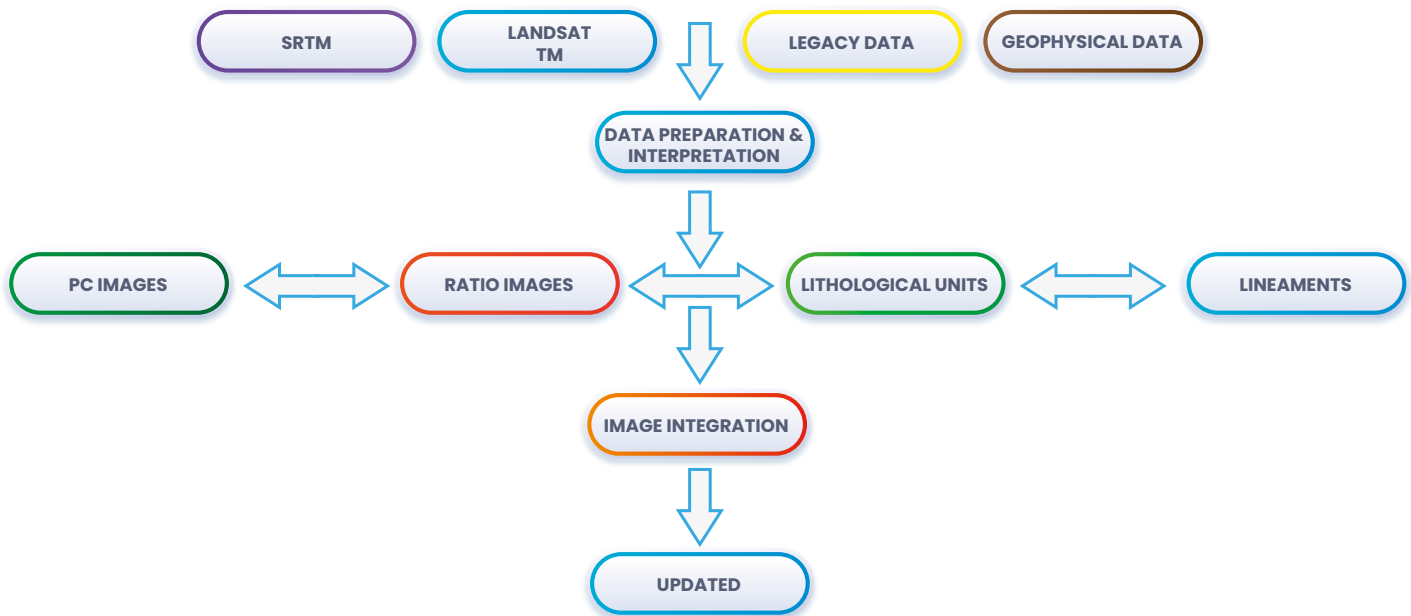 SRTM
LANDSAT
TM
LEGACY DATA
GEOPHYSICAL DATA
DATA PREPARATION &
INTERPRETATION
PC IMAGES
RATIO IMAGES
LITHOLOGICAL UNITS
LINEAMENTS
IMAGE INTEGRATION
UPDATED